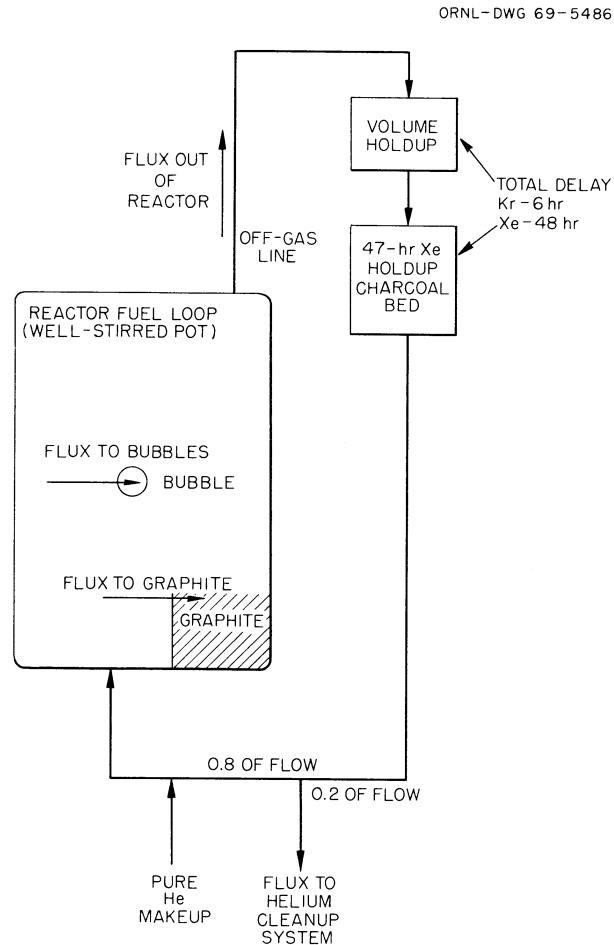 ORNL-DWG 69-5486
VOLUME
HOLDUP
FLUX OUT
OF
REACTOR
TOTAL DELAY
Kr-6 hr
Xe-48 hr
OFF-GAS
LINE
47-hr Xe
HOLDUP
CHARCOAL
BED
REACTOR FUEL LOOP
(WELL-STIRRED POT)
FLUX TO BUBBLES
BUBBLE
FLUX TO GRAPHITE
GRAPHITE
0.8 OF FLOW
0.2 OF FLOW
PURE
He
MAKEUP
FLUX TO
HELIUM
CLEANUP
SYSTEM